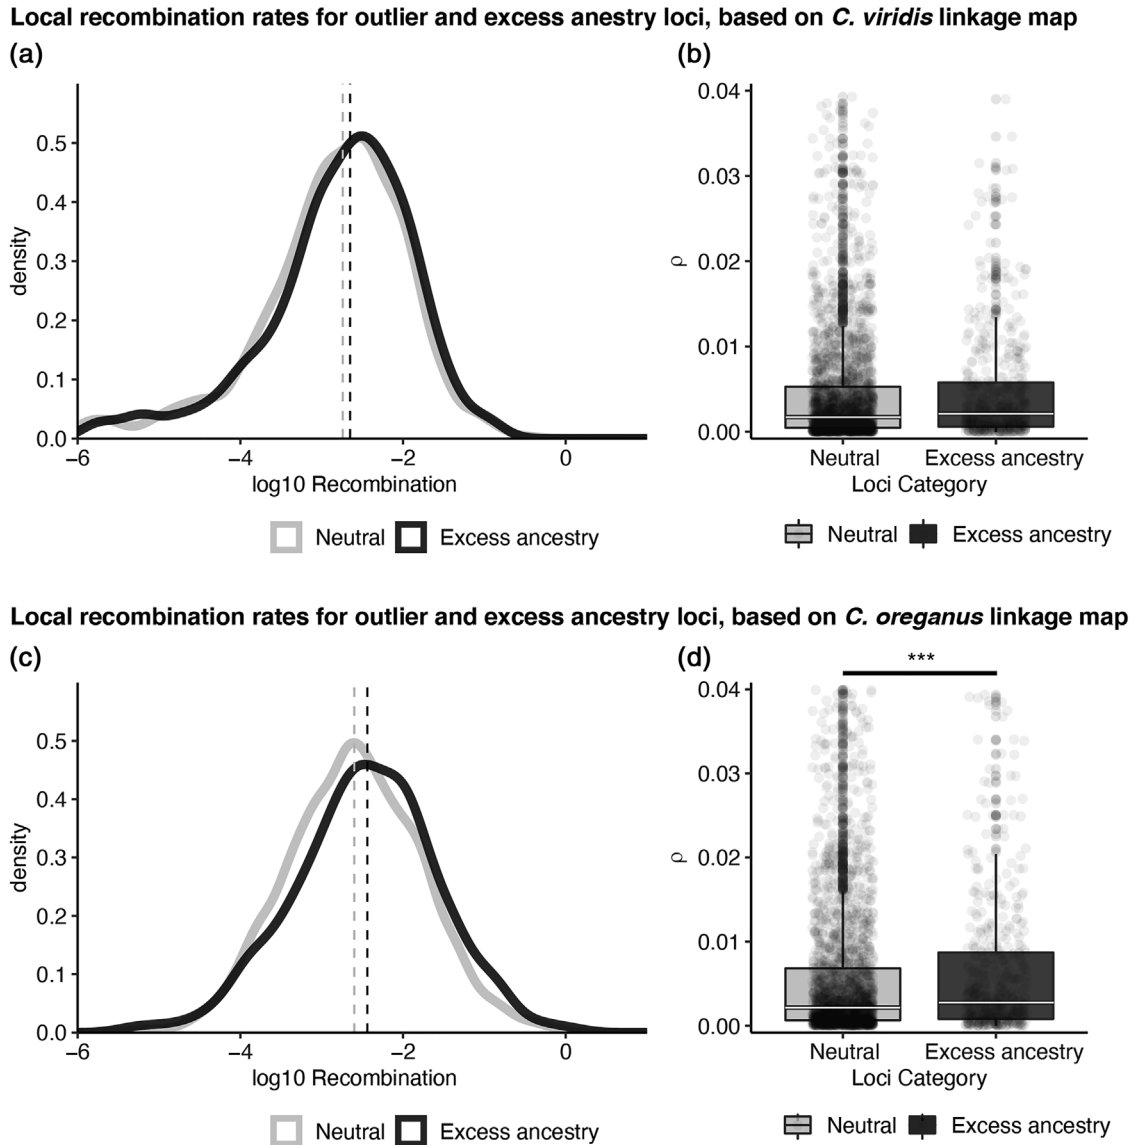 Local recombination rates for outlier and excess anestry loci, based on C. viridis linkage map
(a)
density
0.5
0.4
0.3
0.2
0.1
0.0
−6 −4 −2 0
log10 Recombination
Neutral Excess ancestry
(b)
ρ
0.04
0.03
0.02
0.01
0.00
Neutral Excess ancestry
Loci Category
Neutral Excess ancestry
Local recombination rates for outlier and excess ancestry loci, based on C. oreganus linkage map
(c)
density
0.5
0.4
0.3
0.2
0.1
0.0
−6 −4 −2 0
log10 Recombination
Neutral Excess ancestry
(d)
***
ρ
0.04
0.03
0.02
0.01
0.00
Neutral Excess ancestry
Loci Category
Neutral Excess ancestry